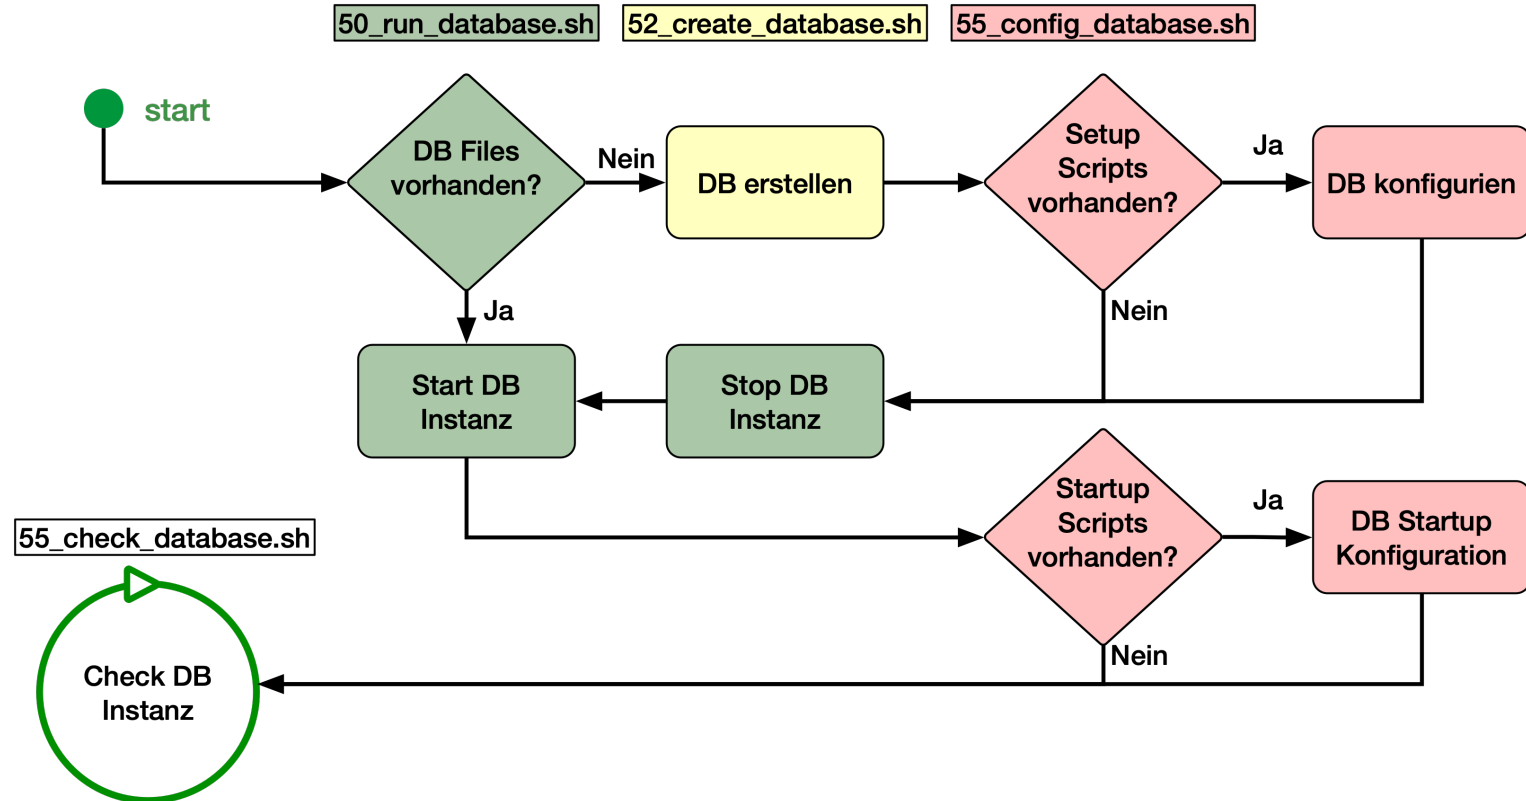 50_run_database.sh
52_create_database.sh
55_config_database.sh
start
DB Files
vorhanden?
Nein
DB erstellen
Setup
Scripts
vorhanden?
Ja
DB konfigurien
Ja
Nein
Start DB
Instanz
Stop DB
Instanz
Startup
Scripts
vorhanden?
Ja
DB Startup
Konfiguration
Nein
55_check_database.sh
Check DB
Instanz